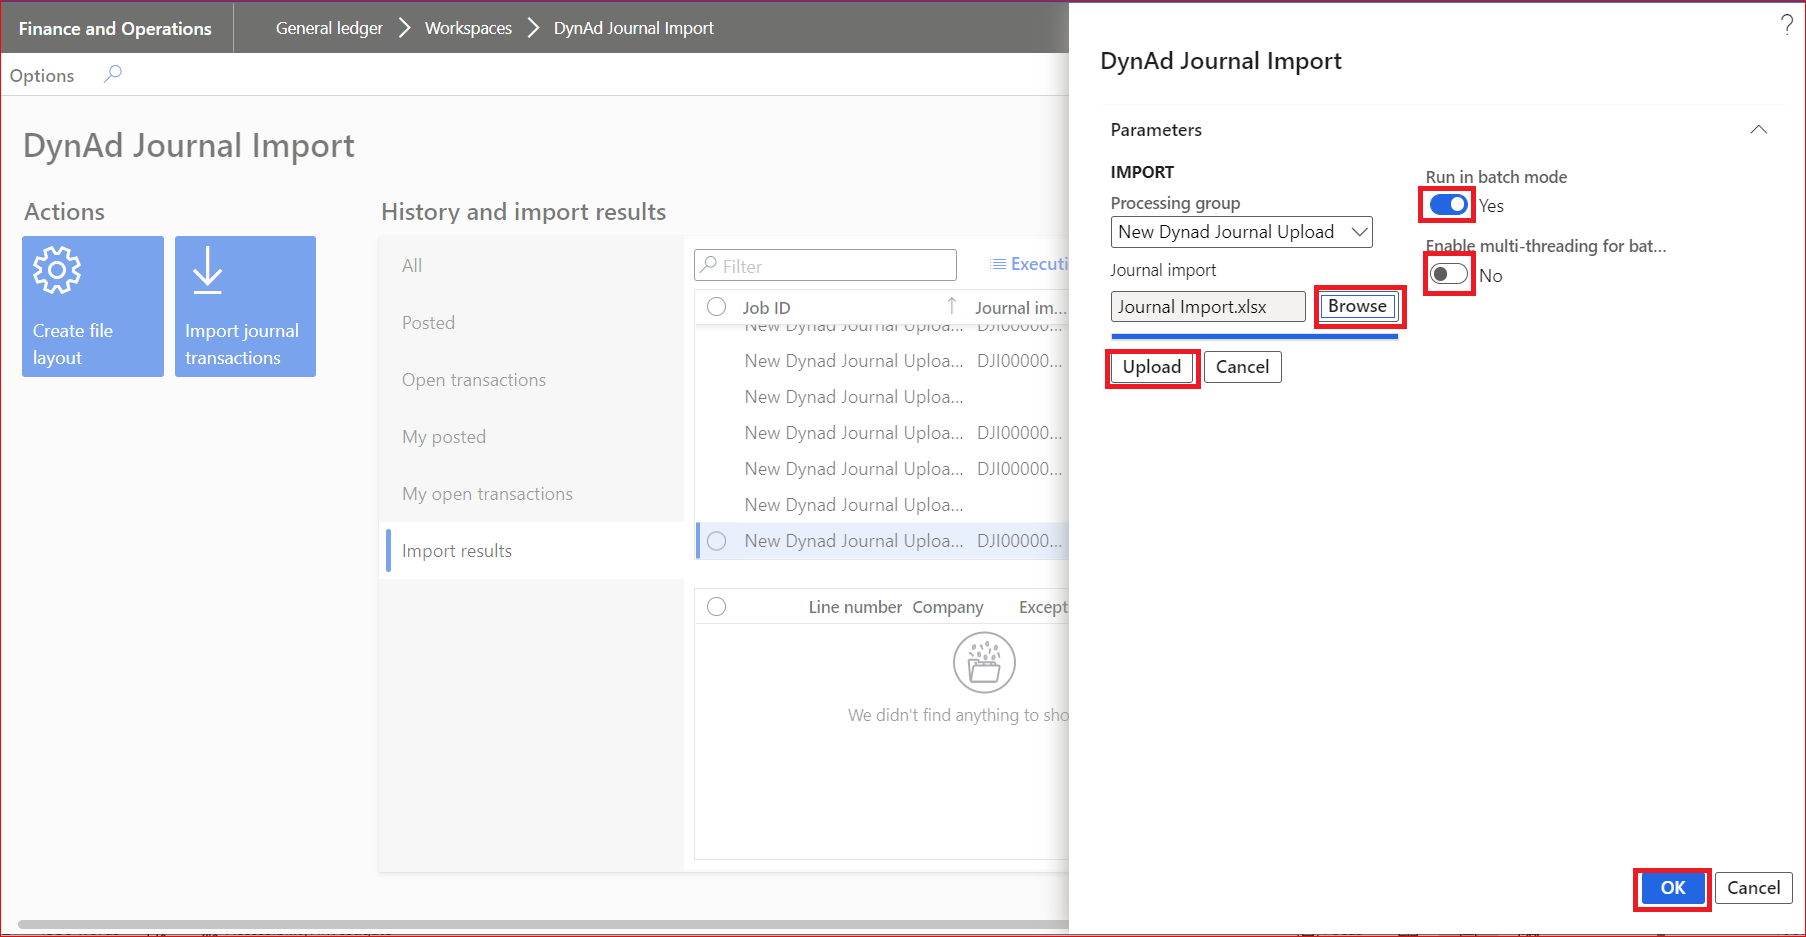 Finance and Operations
General ledger
Workspaces
DynAd Journal Import
Options
DynAd Journal Import
Actions
Create file
layout
Import journal
transactions
History and import results
All
Posted
Open transactions
My posted
My open transactions
Import results
Filter
Executi
Job ID
Journal im...
New Dynad Journal Uploa... DJI00000...
New Dynad Journal Uploa... DJI00000...
New Dynad Journal Uploa...
New Dynad Journal Uploa... DJI00000...
New Dynad Journal Uploa... DJI00000...
New Dynad Journal Uploa...
New Dynad Journal Uploa... DJI00000...
Line number Company Except
We didn't find anything to sho
?
DynAd Journal Import
Parameters
IMPORT
Processing group
New Dynad Journal Upload
Journal import
Journal Import.xlsx
Browse
Upload
Cancel
Run in batch mode
Yes
Enable multi-threading for bat...
No
OK
Cancel